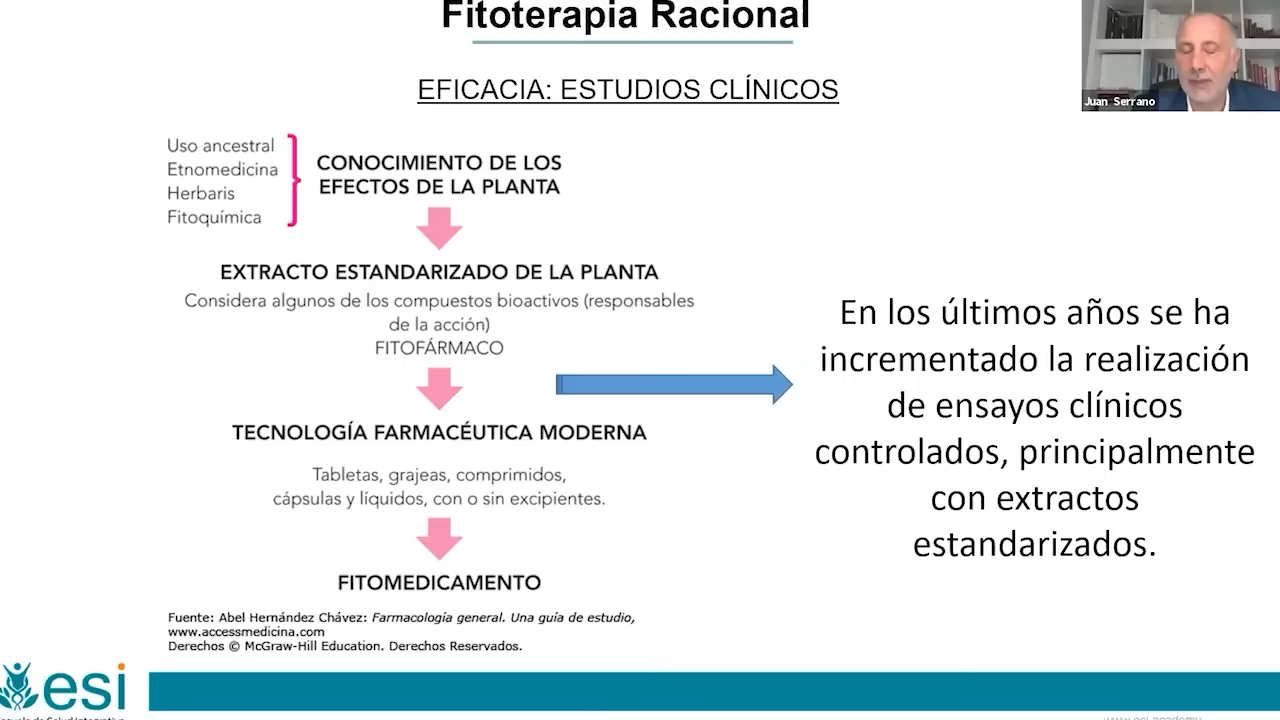 Fitoterapia Racional
EFICACIA: ESTUDIOS CLÍNICOS
Juan Serrano
Uso ancestral
Etnomedicina
Herbaris
Fitoquímica
CONOCIMIENTO DE LOS
EFECTOS DE LA PLANTA
EXTRACTO ESTANDARIZADO DE LA PLANTA
Considera algunos de los compuestos bioactivos (responsables
de la acción)
FITOFÁRMACO
TECNOLOGÍA FARMACÉUTICA MODERNA
Tabletas, grajeas, comprimidos,
cápsulas y líquidos, con o sin excipientes.
FITOMEDICAMENTO
En los últimos años se ha
incrementado la realización
de ensayos clínicos
controlados, principalmente
con extractos
estandarizados.
Fuente: Abel Hernández Chávez: Farmacología general. Una guía de estudio,
www.accessmedicina.com
Derechos © McGraw-Hill Education. Derechos Reservados.
esi